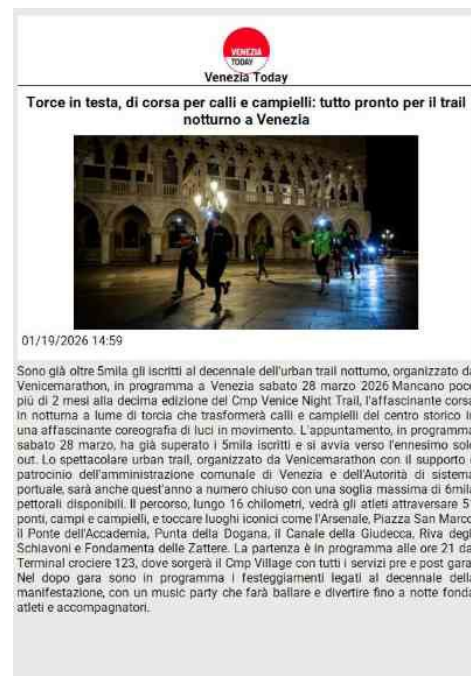 VENEZIA
TODAY
Venezia Today
Torce in testa, di corsa per calli e campielli: tutto pronto per il trail
notturno a Venezia
01/19/2026 14:59
Sono già oltre 5mila gli iscritti al decennale dell'urban trail notturno, organizzato da
Venicemarathon, in programma a Venezia sabato 28 marzo 2026 Mancano poco
più di 2 mesi alla decima edizione del Cmp Venice Night Trail, l'affascinante corsa
in notturna a lume di torcia che trasformerà calli e campielli del centro storico in
una affascinante coreografia di luci in movimento. L'appuntamento, in programma
sabato 28 marzo, ha già superato i 5mila iscritti e si avvia verso l'ennesimo sold
out. Lo spettacolare urban trail, organizzato da Venicemarathon con il supporto
patrocinio dell'amministrazione comunale di Venezia e dell'Autorità di sistema
portuale, sarà anche quest'anno a numero chiuso con una soglia massima di 6mila
pettorali disponibili. Il percorso, lungo 16 chilometri, vedrà gli atleti attraversare 5
ponti, campi e campielli, e toccare luoghi iconici come l'Arsenale, Piazza San Marco,
il Ponte dell'Accademia, Punta della Dogana, il Canale della Giudecca, Riva degli
Schiavoni e Fondamenta delle Zattere. La partenza è in programma alle ore 21 dal
Terminal crociere 123, dove sorgerà il Cmp Village con tutti i servizi pre e post gara.
Nel dopo gara sono in programma i festeggiamenti legati al decennale della
manifestazione, con un music party che farà ballare e divertire fino a notte fonda
atleti e accompagnatori.